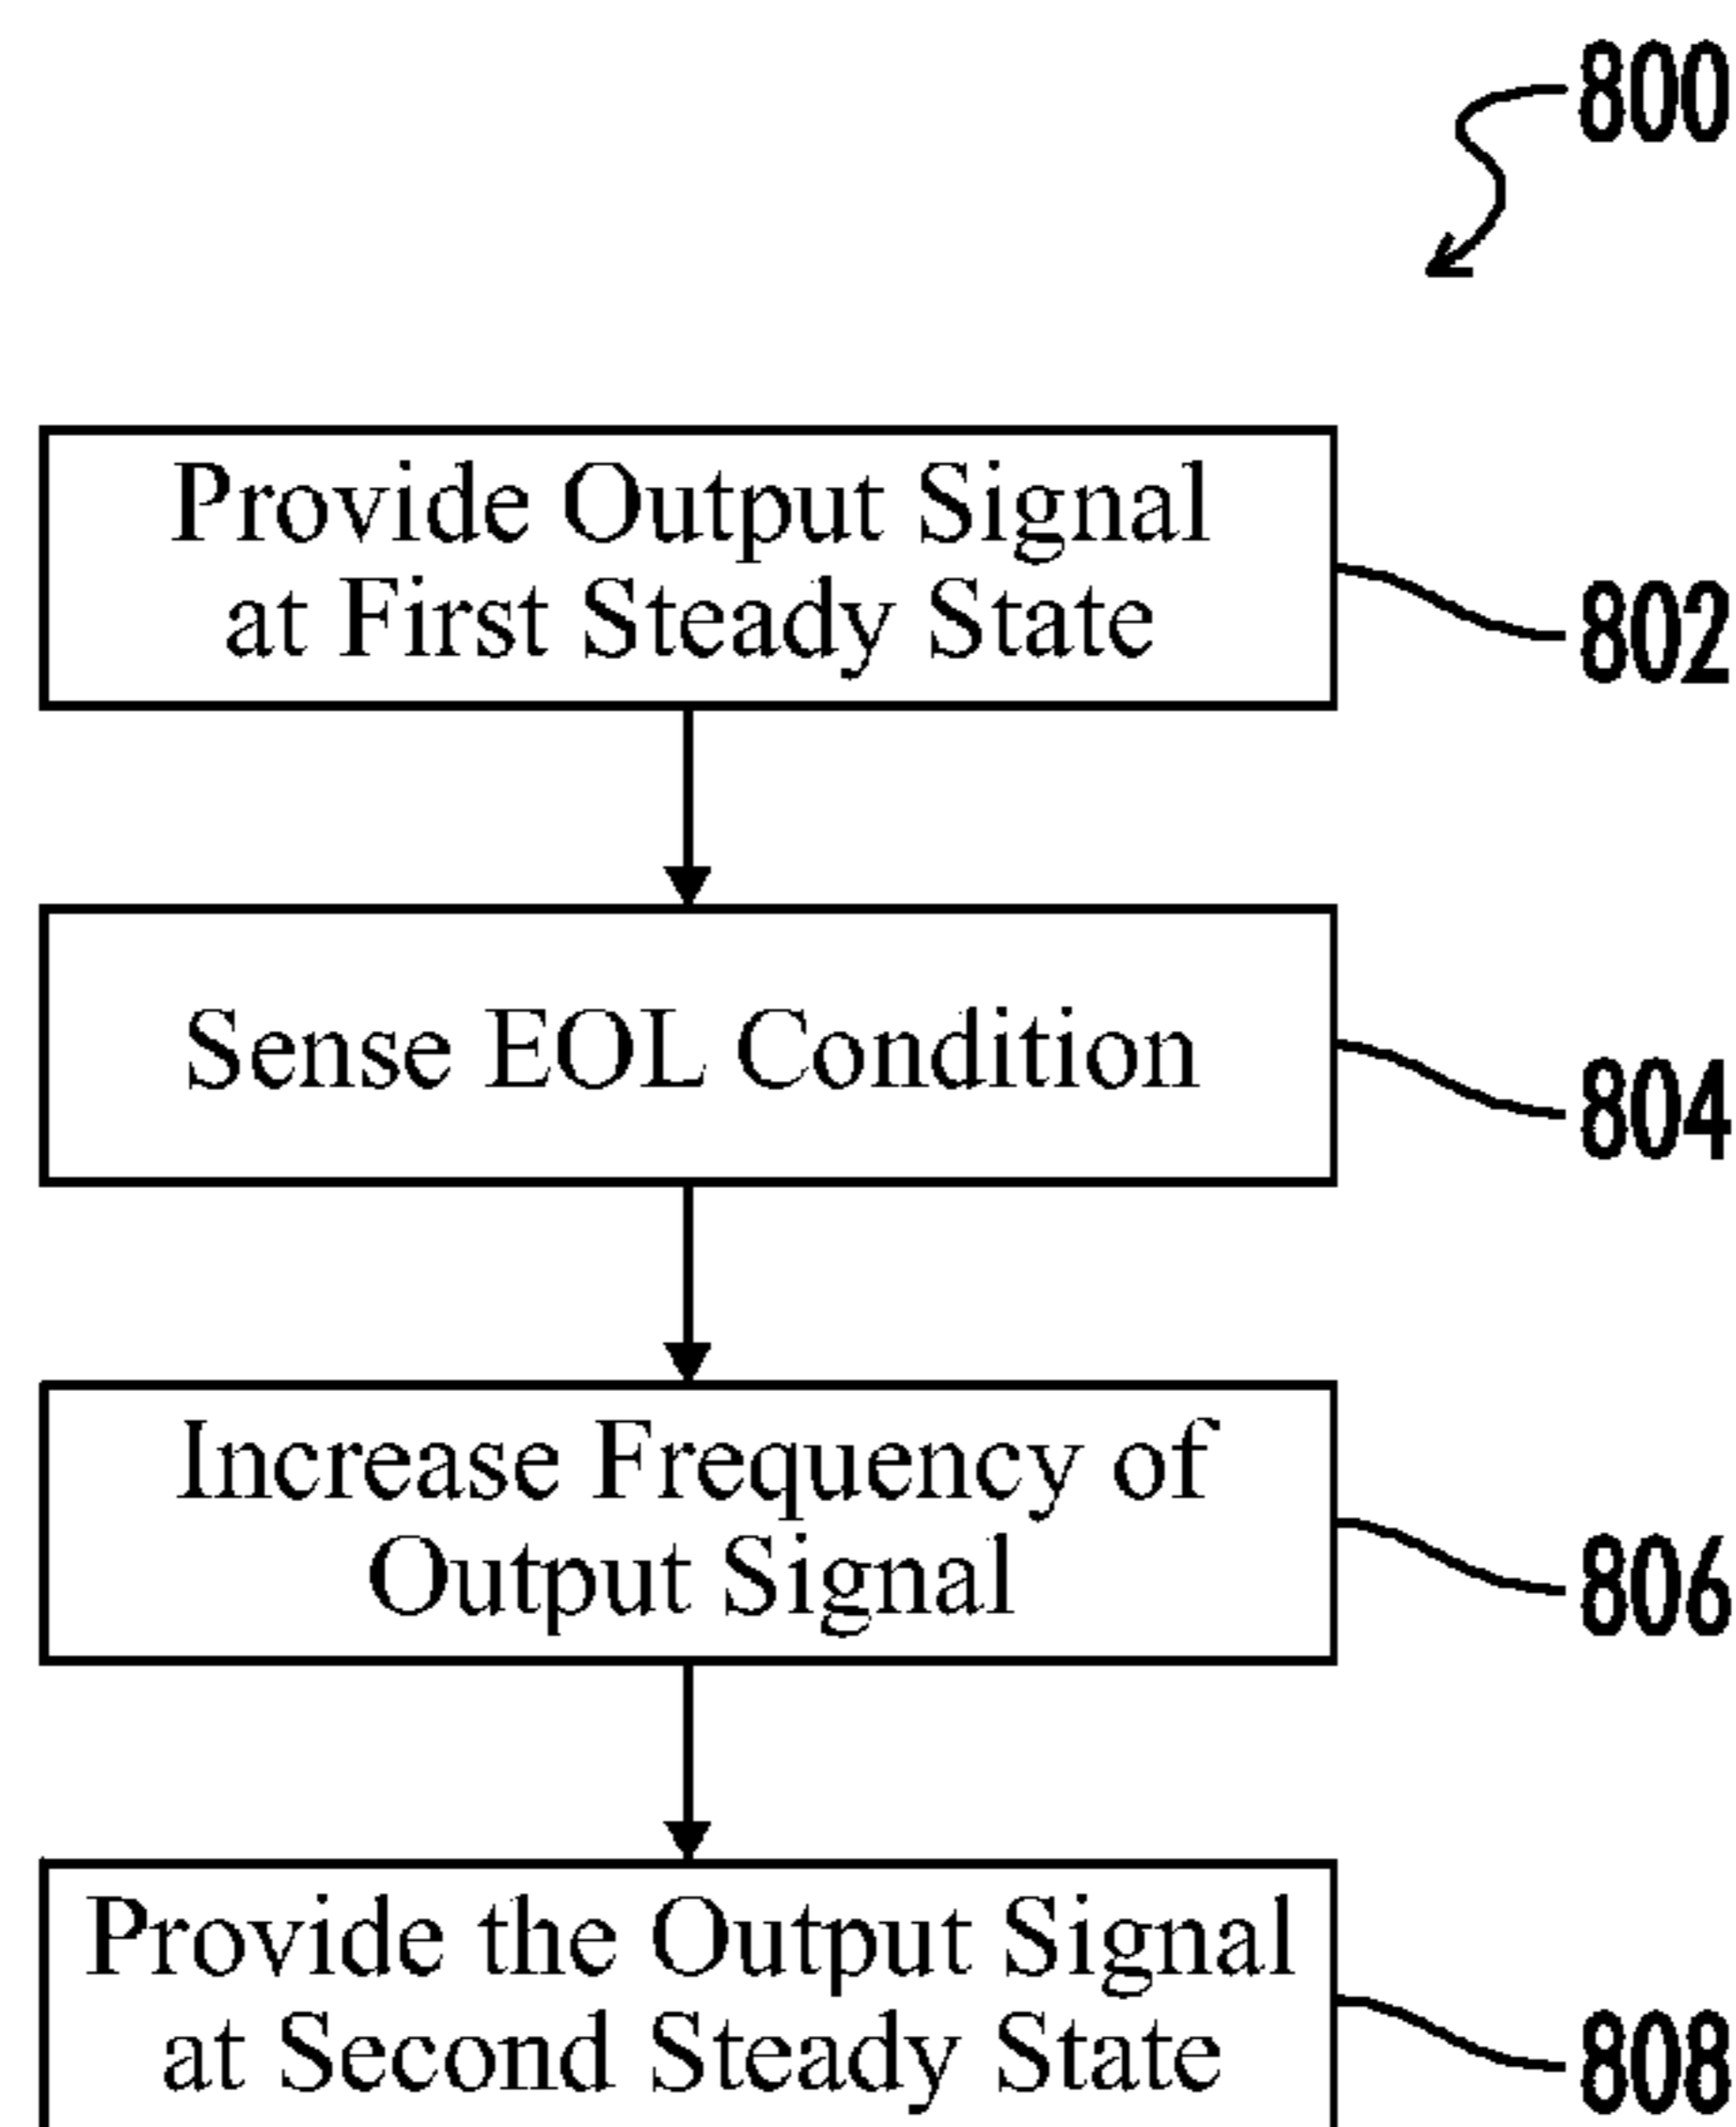 800
Provide Output Signal
at First Steady State
802
Sense EOL Condition
804
Increase Frequency of
Output Signal
806
Provide the Output Signal
at Second Steady State
808